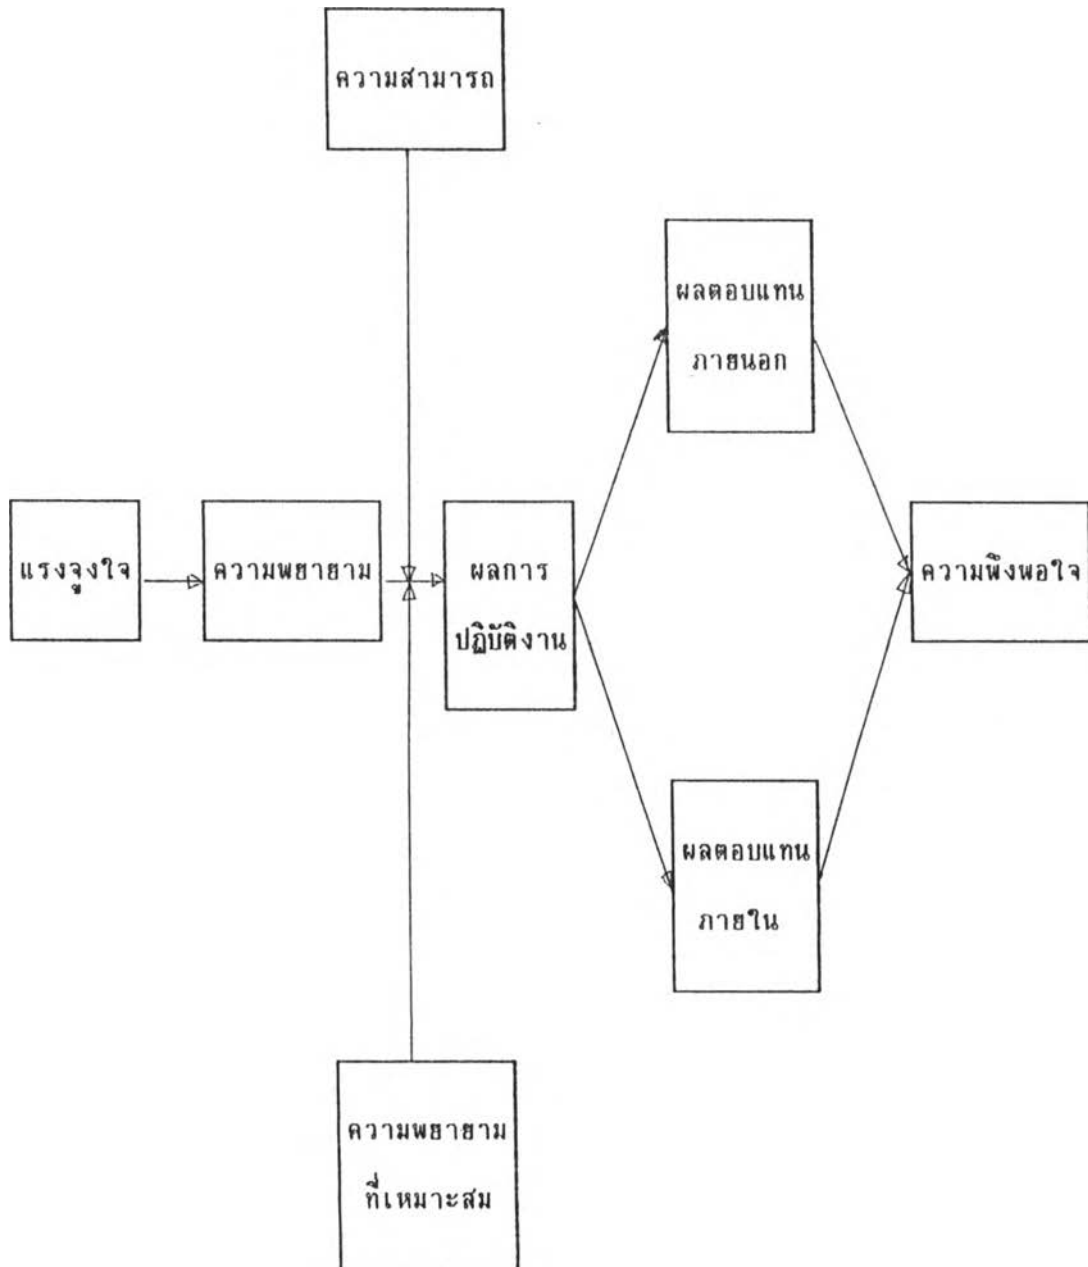 ความสามารถ
ผลตอบแทน
ภายนอก
แรงจูงใจ
ความพยายาม
ผลการ
ปฏิบัติงาน
ความพึงพอใจ
ผลตอบแทน
ภายใน
ความพยายาม
ที่เหมาะสม